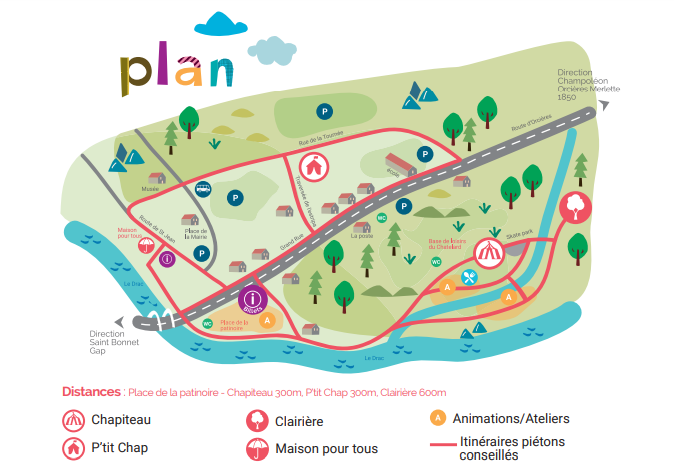 plan
Direction
Champoléon
Orcières Merlette
1850
Route d'Orcières
Rue de la Tournée
P
P
école
Musée
Traversée de l'estropa
P
P
Route de St Jean
Place de
la Mairie
Maison
pour tous
i
P
Grand Rue
La poste
WC
Base de loisirs
du Chatelard
WC
Skate park
A
A
Le Drac
i
Billets
WC
Place de la
patinoire
A
Direction
Saint Bonnet
Gap
Le Drac
Distances : Place de la patinoire - Chapiteau 300m, P'tit Chap 300m, Clairière 600m
Chapiteau
Clairière
A Animations/Ateliers
P'tit Chap
Maison pour tous
Itinéraires piétons
conseillés